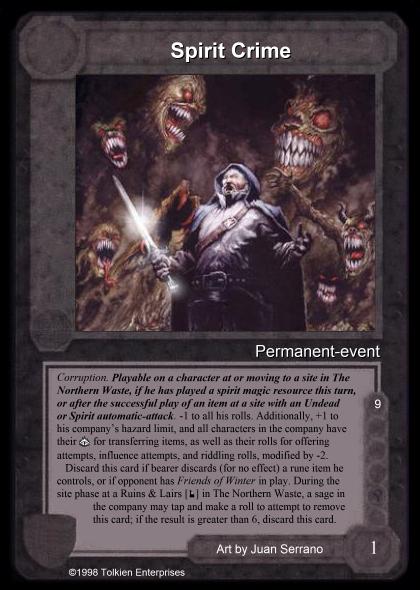 Spirit Crime
Permanent-event
Corruption. Playable on a character at or moving to a site in The
Northern Waste, if he has played a spirit magic resource this turn,
or after the successful play of an item at a site with an Undead
or Spirit automatic-attack. -1 to all his rolls. Additionally, +1 to
his company's hazard limit, and all characters in the company have
their for transferring items, as well as their rolls for offering
attempts, influence attempts, and riddling rolls, modified by -2.
Discard this card if bearer discards (for no effect) a rune item he
controls, or if opponent has Friends of Winter in play. During the
site phase at a Ruins & Lairs [ ] in The Northern Waste, a sage in
the company may tap and make a roll to attempt to remove
this card; if the result is greater than 6, discard this card.
9
Art by Juan Serrano
1
©1998 Tolkien Enterprises